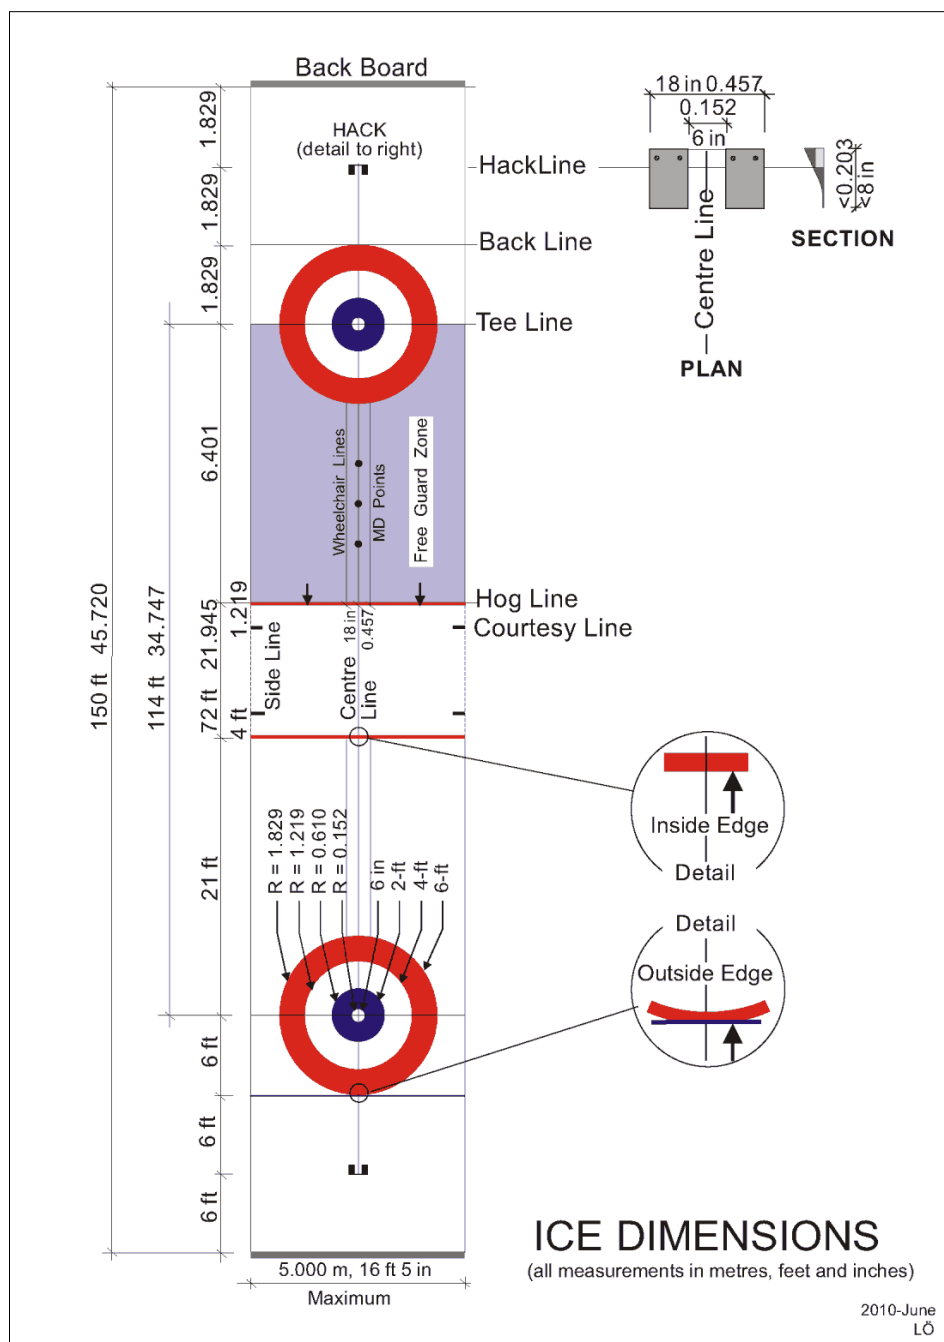 Back Board
HACK
(detail to right)
HackLine
Back Line
Tee Line
Hog Line
Courtesy Line
18 in 0.457
0.152
6 in
Centre Line
<0.203
<8 in
SECTION
PLAN
1.829
1.829
1.829
6.401
1.219
72 ft 21.945
4 ft
114 ft 34.747
150 ft 45.720
Wheelchair Lines
MD Points
Free Guard Zone
Side Line
Centre
Line
18 in
0.457
21 ft
R = 1.829
R = 1.219
R = 0.610
R = 0.152
6 in
2-ft
4-ft
6-ft
6 ft
6 ft
6 ft
Inside Edge
Detail
Detail
Outside Edge
5.000 m, 16 ft 5 in
Maximum
ICE DIMENSIONS
(all measurements in metres, feet and inches)
2010-June
LÖ